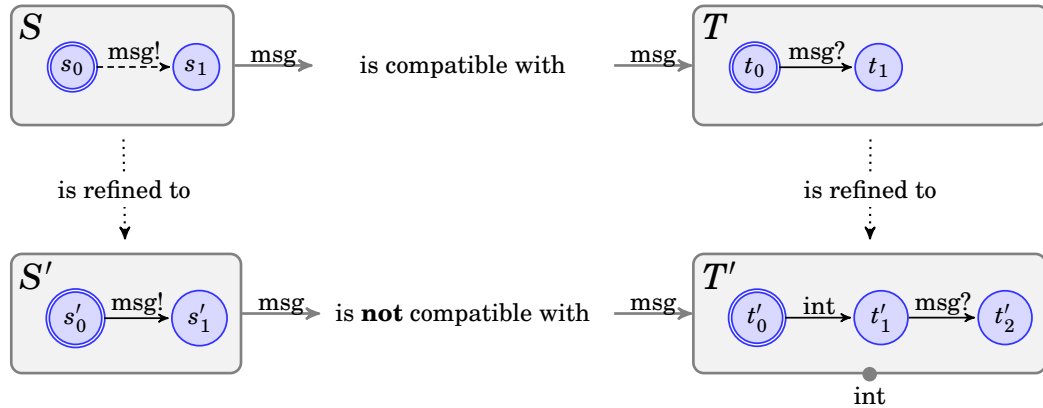 S
T
s₀ msg! s₁ msg is compatible with msg t₀ msg? t₁
is refined to is refined to
S′
T′
s′₀ msg! s′₁ msg is not compatible with msg t′₀ int t′₁ msg? t′₂
int